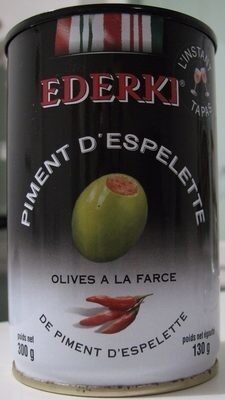 L'INSTANT
TAPAS
EDERKI®
PIMENT D'ESPELETTE
OLIVES A LA FARCE
DE PIMENT D'ESPELETTE
poids net
300 g
poids net égoutté
130 g